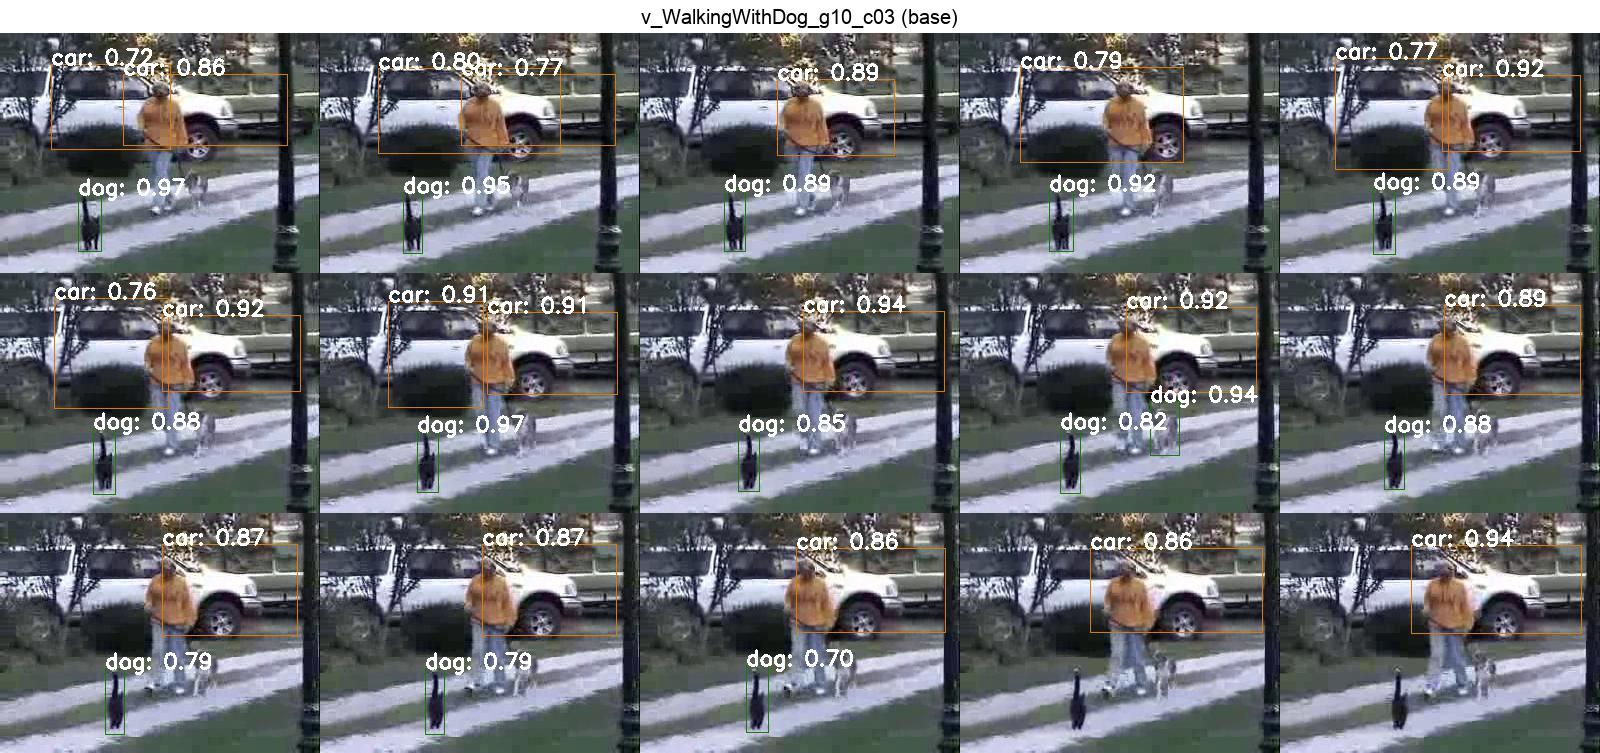 v_WalkingWithDog_g10_c03 (base)
car: 0.72
car: 0.86
dog: 0.97
car: 0.80
car: 0.77
dog: 0.95
car: 0.89
dog: 0.89
car: 0.79
dog: 0.92
car: 0.77
car: 0.92
dog: 0.89
car: 0.76
car: 0.92
dog: 0.88
car: 0.91
car: 0.91
dog: 0.97
car: 0.94
dog: 0.85
car: 0.92
dog: 0.94
dog: 0.82
car: 0.89
dog: 0.88
car: 0.87
dog: 0.79
car: 0.87
dog: 0.79
car: 0.86
dog: 0.70
car: 0.86
car: 0.94